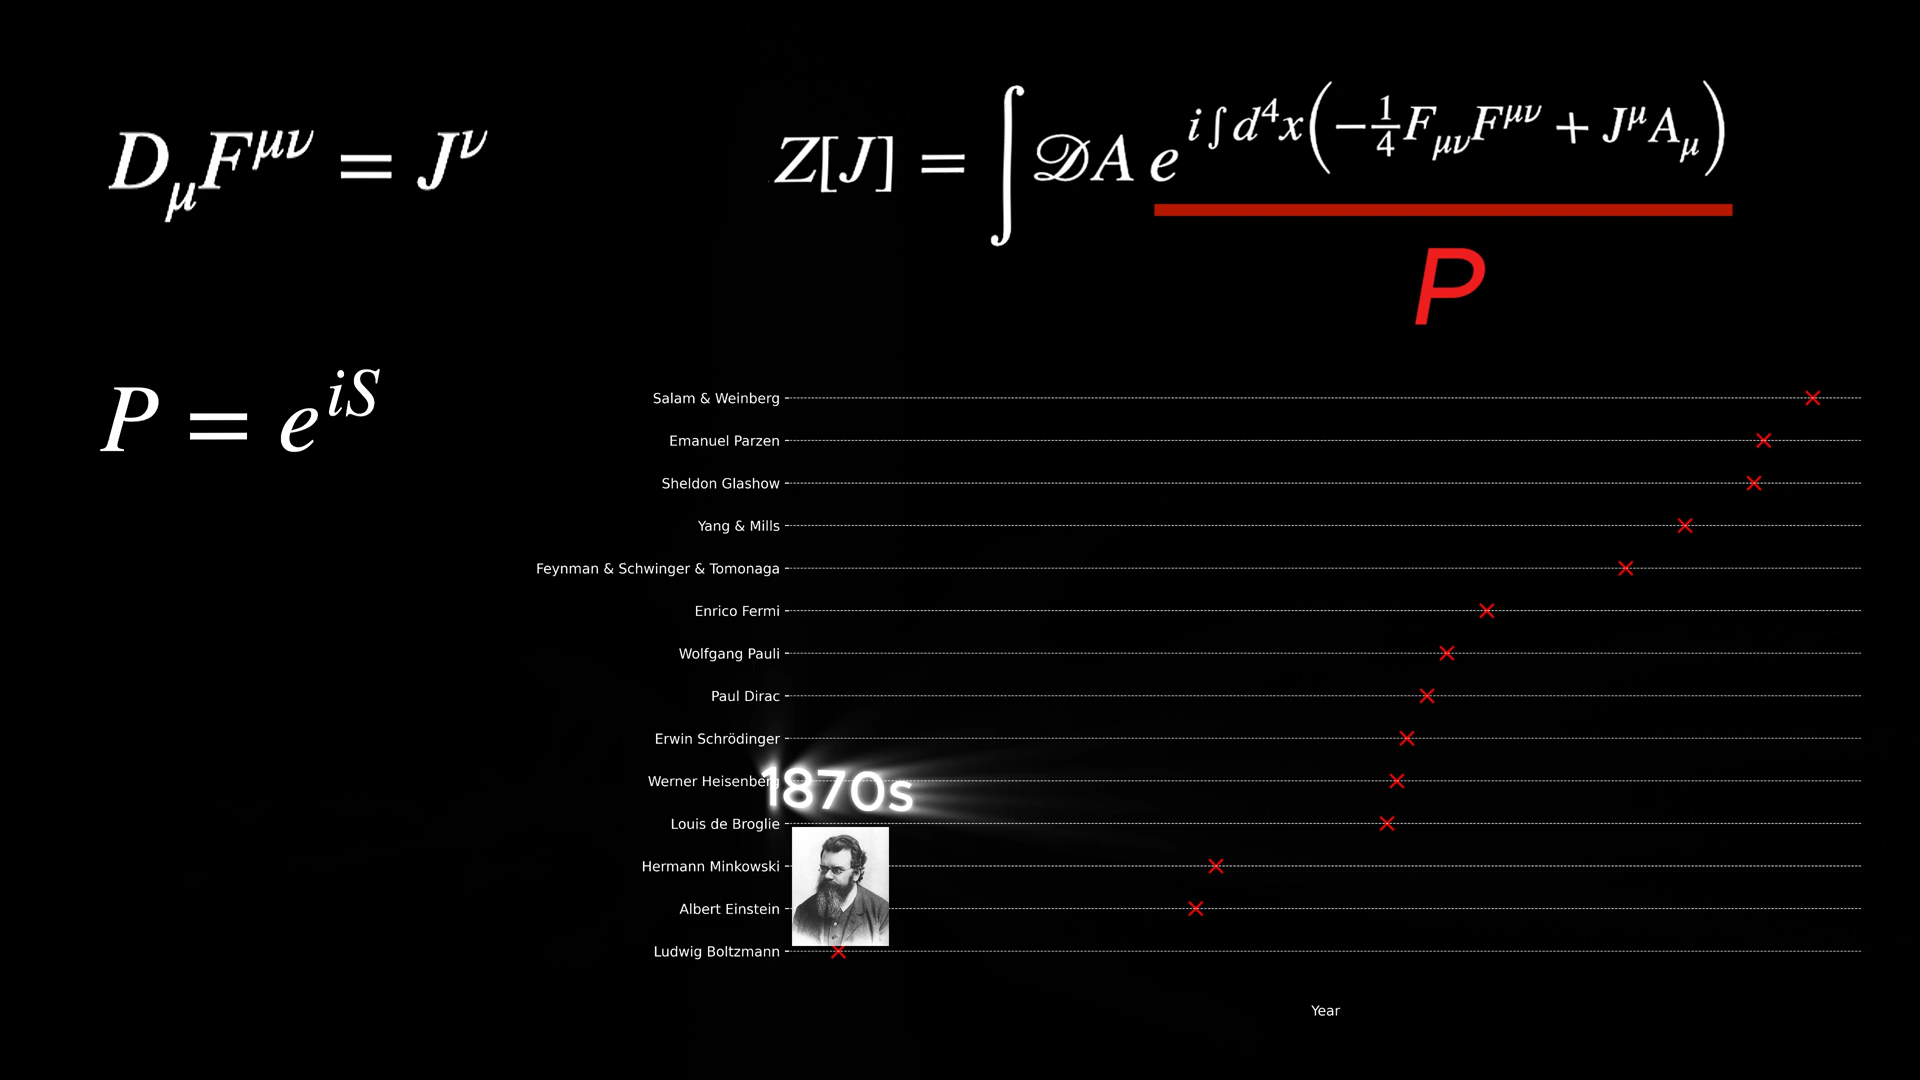 DμF^{μν} = J^ν
Z[J] = ∫𝒟A e^{i∫d⁴x(−¼F_{μν}F^{μν} + J^μA_μ)}
P
P = e^{iS}
Salam & Weinberg
Emanuel Parzen
Sheldon Glashow
Yang & Mills
Feynman & Schwinger & Tomonaga
Enrico Fermi
Wolfgang Pauli
Paul Dirac
Erwin Schrödinger
Werner Heisenberg
1870s
Louis de Broglie
Hermann Minkowski
Albert Einstein
Ludwig Boltzmann
Year